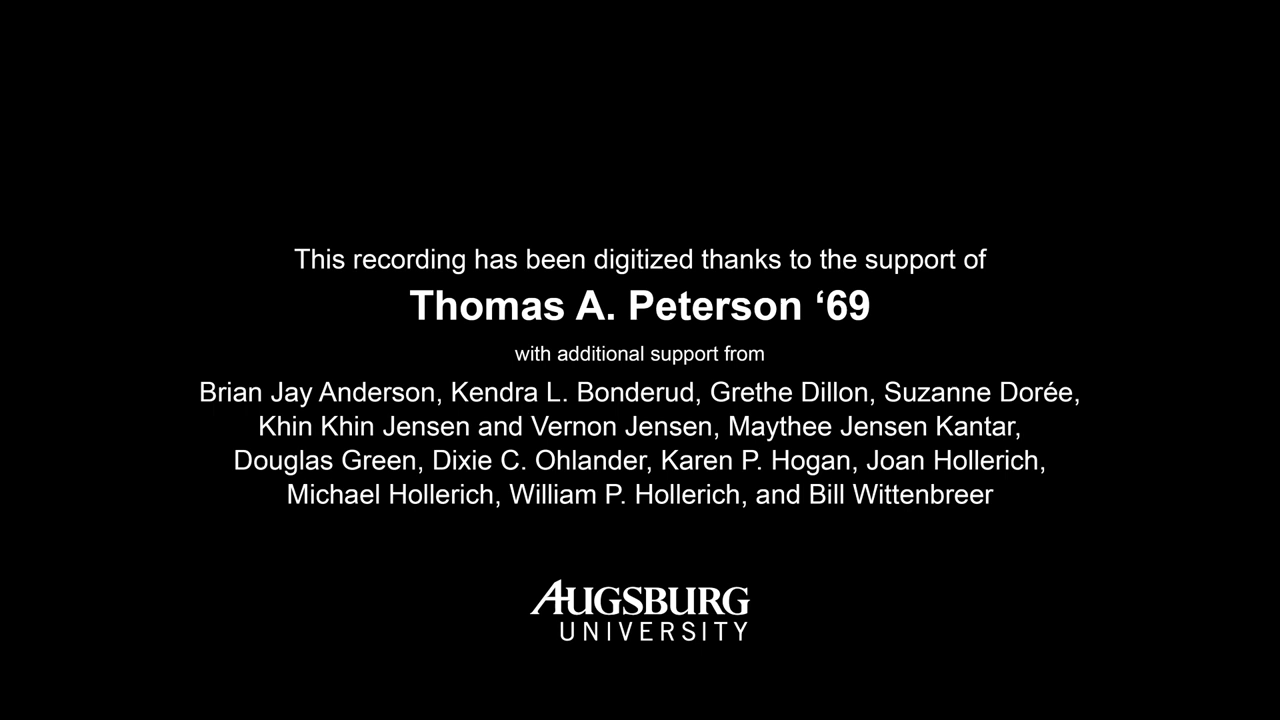 This recording has been digitized thanks to the support of
Thomas A. Peterson ‘69
with additional support from
Brian Jay Anderson, Kendra L. Bonderud, Grethe Dillon, Suzanne Dorée,
Khin Khin Jensen and Vernon Jensen, Maythee Jensen Kantar,
Douglas Green, Dixie C. Ohlander, Karen P. Hogan, Joan Hollerich,
Michael Hollerich, William P. Hollerich, and Bill Wittenbreer
AUGSBURG
UNIVERSITY